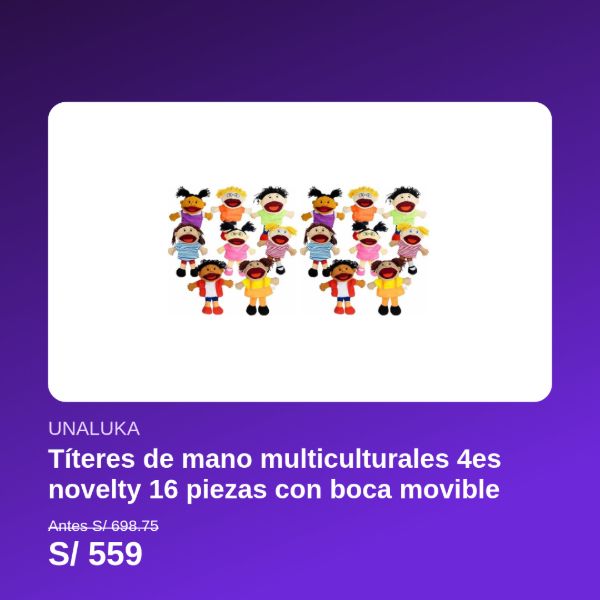 UNALUKA
Títeres de mano multiculturales 4es
novelty 16 piezas con boca movible
Antes S/ 698.75
S/ 559